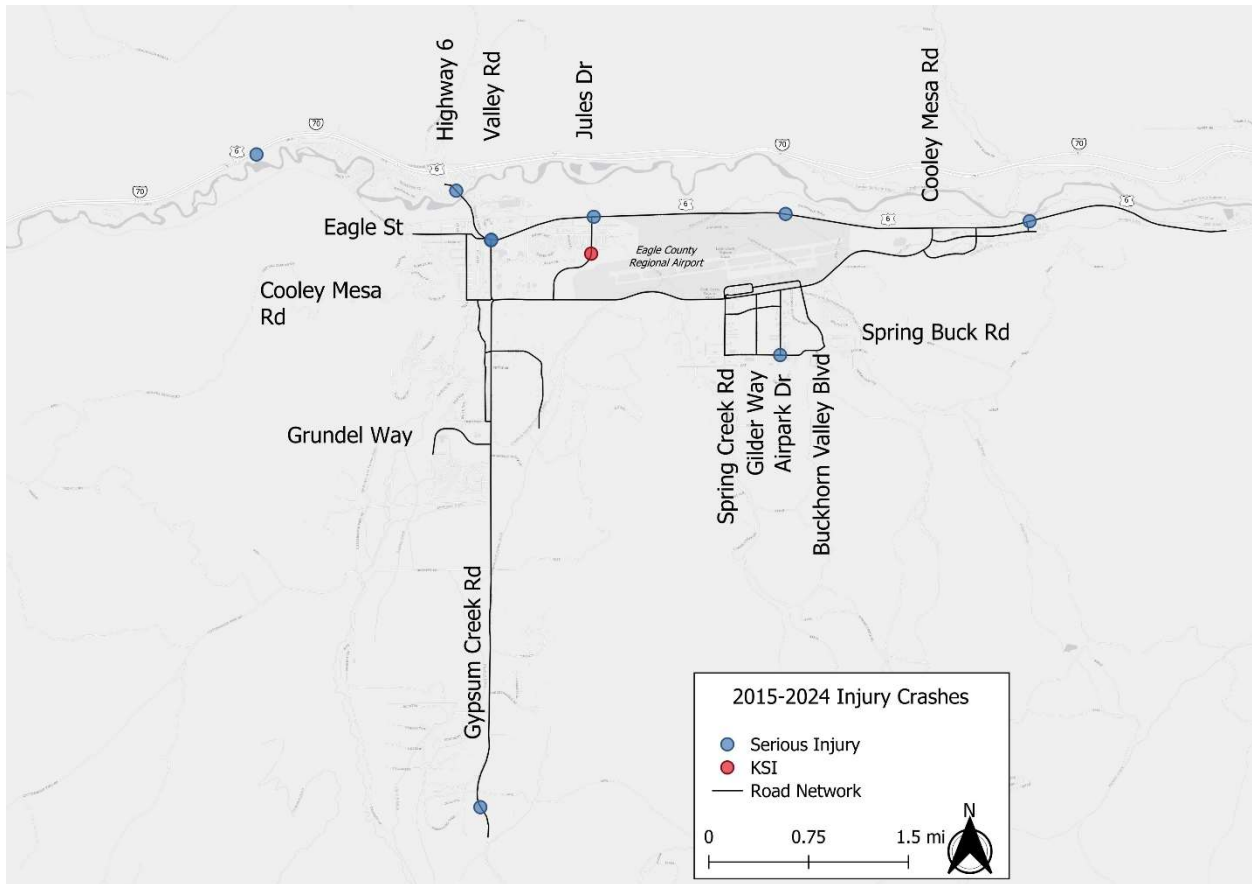 Highway 6
Valley Rd
Jules Dr
Cooley Mesa Rd
70
6
70
6
70
70
6
6
6
Eagle St
Eagle County
Regional Airport
Cooley Mesa
Rd
Spring Buck Rd
Grundel Way
Spring Creek Rd
Gilder Way
Airpark Dr
Buckhorn Valley Blvd
Gypsum Creek Rd
2015-2024 Injury Crashes
Serious Injury
KSI
Road Network
N
0
0.75
1.5 mi